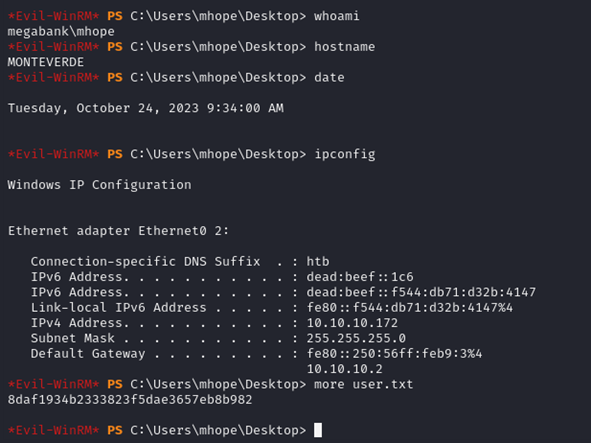 *Evil-WinRM* PS C:\Users\mhope\Desktop> whoami
megabank\mhope
*Evil-WinRM* PS C:\Users\mhope\Desktop> hostname
MONTEVERDE
*Evil-WinRM* PS C:\Users\mhope\Desktop> date
Tuesday, October 24, 2023 9:34:00 AM
*Evil-WinRM* PS C:\Users\mhope\Desktop> ipconfig
Windows IP Configuration
Ethernet adapter Ethernet0 2:
Connection-specific DNS Suffix . : htb
IPv6 Address. . . . . . . . . . . : dead:beef::1c6
IPv6 Address. . . . . . . . . . . : dead:beef::f544:db71:d32b:4147
Link-local IPv6 Address . . . . . : fe80::f544:db71:d32b:4147%4
IPv4 Address. . . . . . . . . . . : 10.10.10.172
Subnet Mask . . . . . . . . . . . : 255.255.255.0
Default Gateway . . . . . . . . . : fe80::250:56ff:feb9:3%4
10.10.10.2
*Evil-WinRM* PS C:\Users\mhope\Desktop> more user.txt
8daf1934b2333823f5dae3657eb8b982
*Evil-WinRM* PS C:\Users\mhope\Desktop>